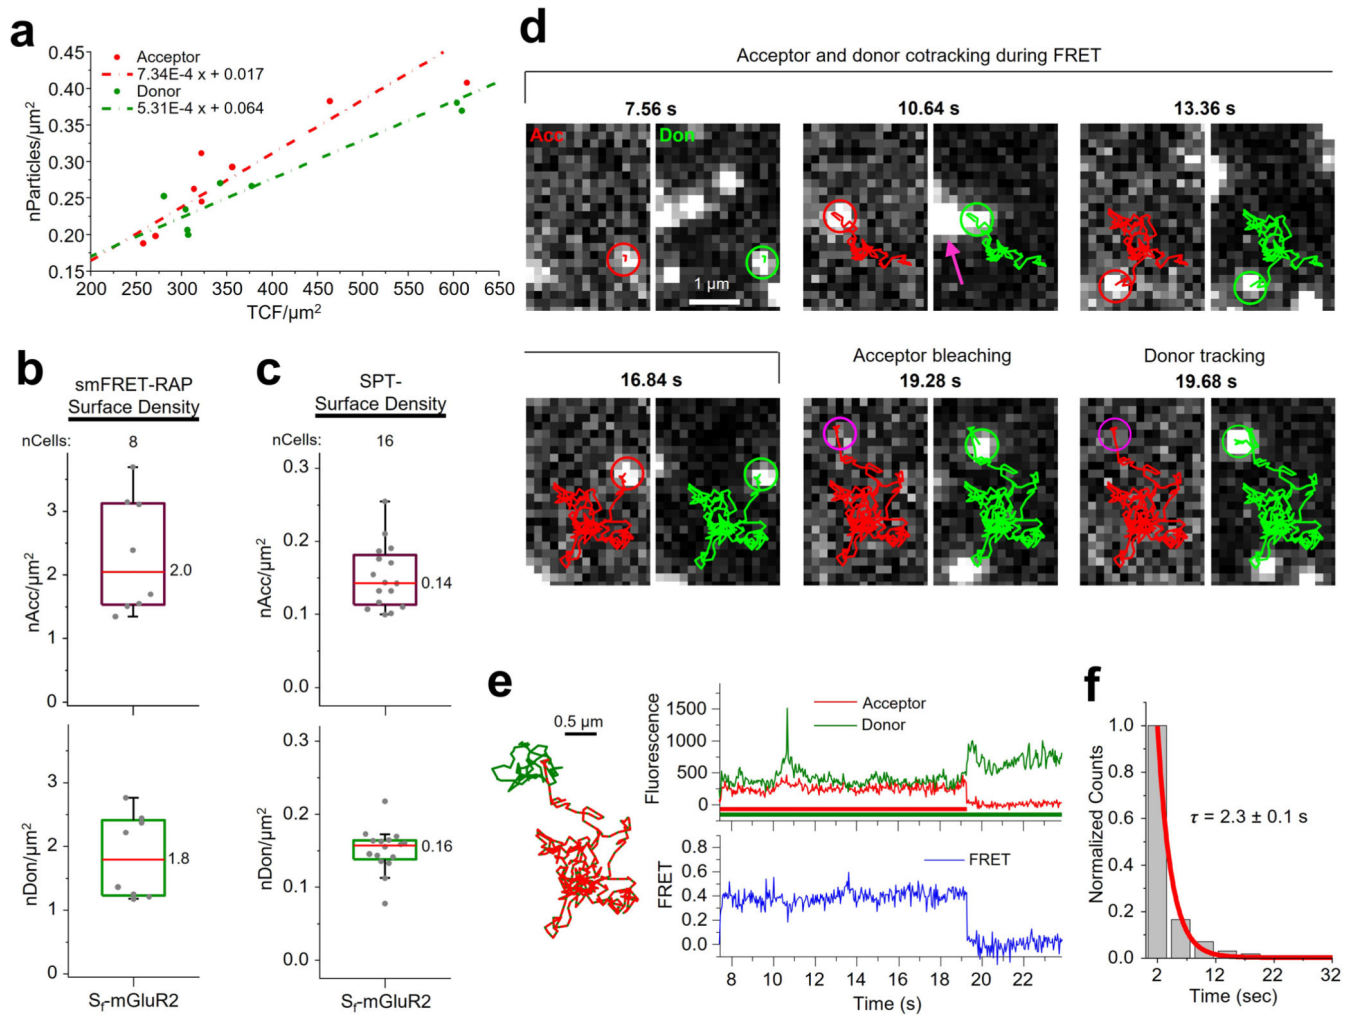 a
0.45
0.40
0.35
0.30
0.25
0.20
0.15
nParticles/µm²
Acceptor
7.34E-4 x + 0.017
Donor
5.31E-4 x + 0.064
200 250 300 350 400 450 500 550 600 650
TCF/µm²
b
smFRET-RAP
Surface Density
nCells: 8
3
2
1
0
nAcc/µm²
2.0
3
2
1
0
nDon/µm²
1.8
Sf-mGluR2
c
SPT-
Surface Density
nCells: 16
0.3
0.2
0.1
0.0
nAcc/µm²
0.14
0.3
0.2
0.1
0.0
nDon/µm²
0.16
Sf-mGluR2
d
Acceptor and donor cotracking during FRET
7.56 s 10.64 s 13.36 s
Acc Don
1 µm
Acceptor bleaching Donor tracking
16.84 s 19.28 s 19.68 s
e
0.5 µm
Fluorescence
1500
1000
500
0
Acceptor
Donor
FRET
0.8
0.6
0.4
0.2
0.0
FRET
8 10 12 14 16 18 20 22
Time (s)
f
Normalized Counts
1.0
0.8
0.6
0.4
0.2
0.0
τ = 2.3 ± 0.1 s
2 12 22 32
Time (sec)